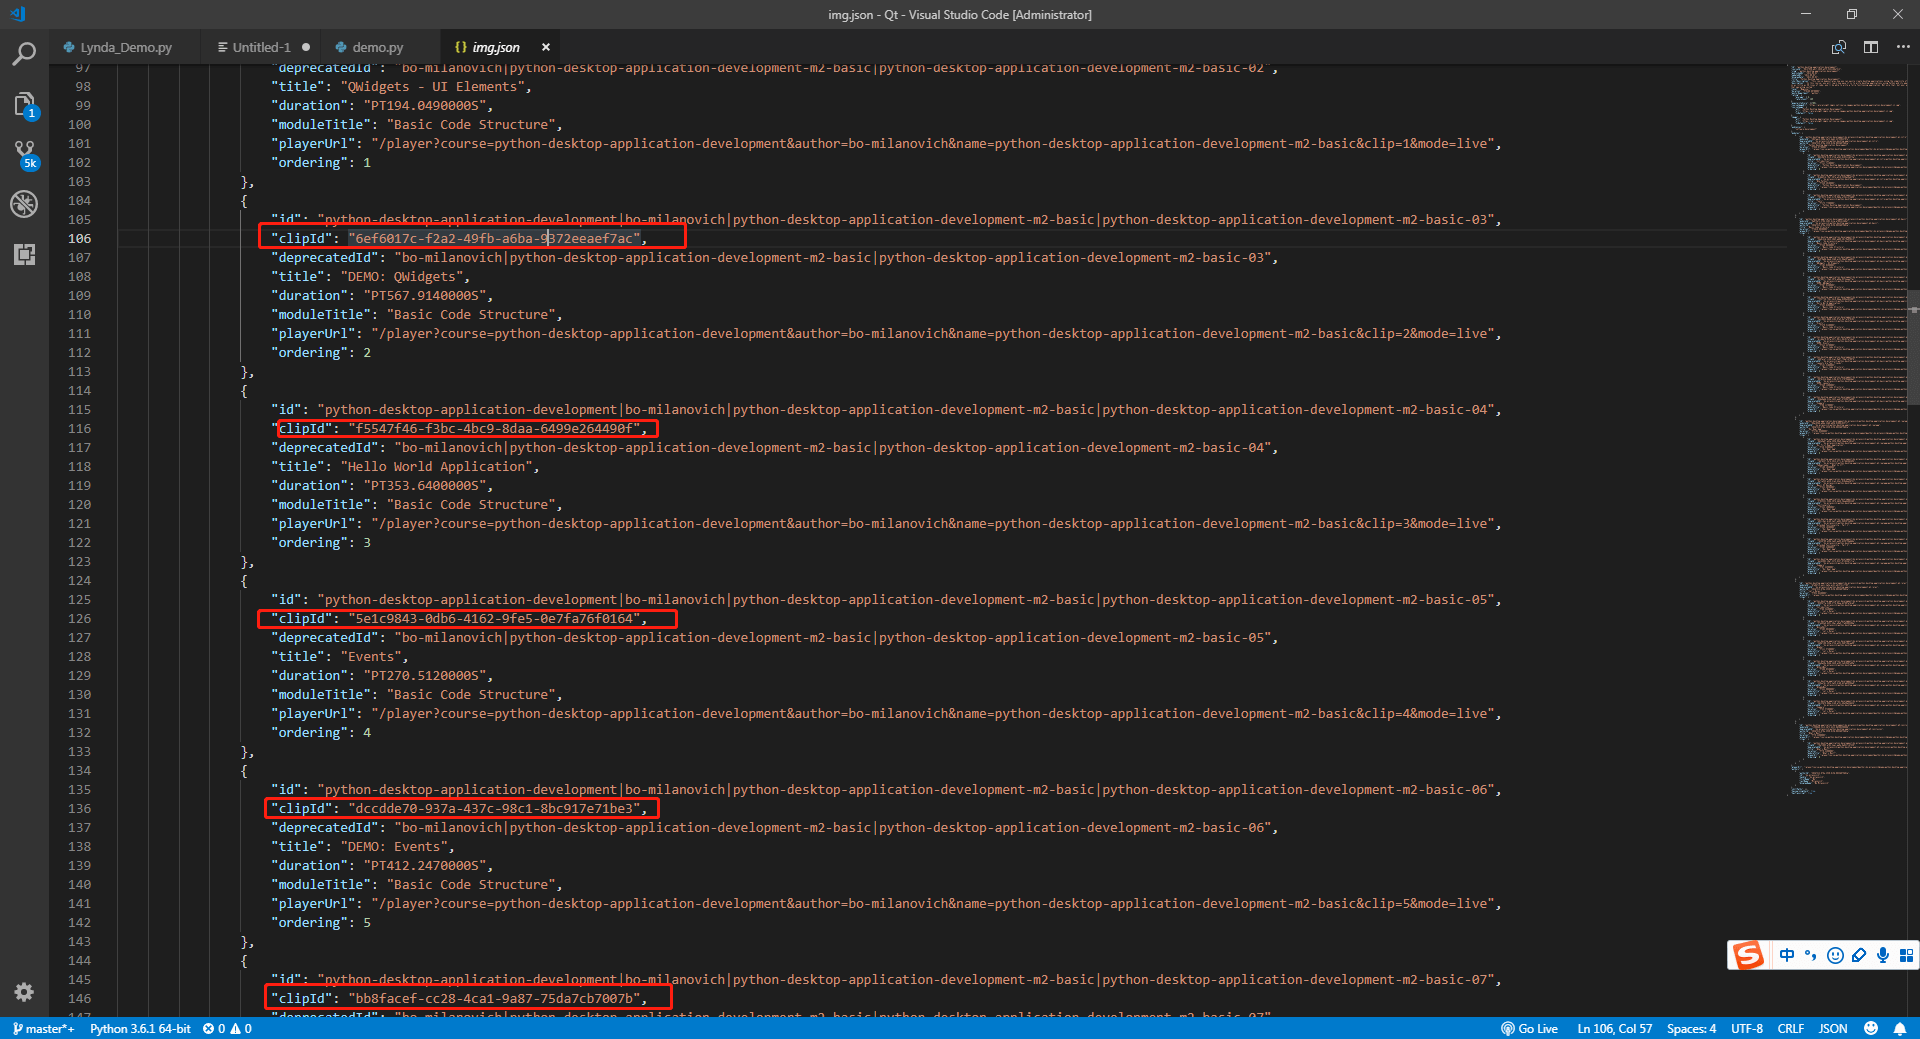 img.json - Qt - Visual Studio Code [Administrator]
Lynda_Demo.py
Untitled-1
demo.py
{} img.json
97 "deprecatedId": "bo-milanovich|python-desktop-application-development-m2-basic|python-desktop-application-development-m2-basic-02",
98 "title": "QWidgets - UI Elements",
99 "duration": "PT194.0490000S",
100 "moduleTitle": "Basic Code Structure",
101 "playerUrl": "/player?course=python-desktop-application-development&author=bo-milanovich&name=python-desktop-application-development-m2-basic&clip=1&mode=live",
102 "ordering": 1
103 },
104 {
105 "id": "python-desktop-application-development|bo-milanovich|python-desktop-application-development-m2-basic|python-desktop-application-development-m2-basic-03",
106 "clipId": "6ef6017c-f2a2-49fb-a6ba-9372eeaef7ac",
107 "deprecatedId": "bo-milanovich|python-desktop-application-development-m2-basic|python-desktop-application-development-m2-basic-03",
108 "title": "DEMO: QWidgets",
109 "duration": "PT567.9140000S",
110 "moduleTitle": "Basic Code Structure",
111 "playerUrl": "/player?course=python-desktop-application-development&author=bo-milanovich&name=python-desktop-application-development-m2-basic&clip=2&mode=live",
112 "ordering": 2
113 },
114 {
115 "id": "python-desktop-application-development|bo-milanovich|python-desktop-application-development-m2-basic|python-desktop-application-development-m2-basic-04",
116 "clipId": "f5547f46-f3bc-4bc9-8daa-6499e264490f",
117 "deprecatedId": "bo-milanovich|python-desktop-application-development-m2-basic|python-desktop-application-development-m2-basic-04",
118 "title": "Hello World Application",
119 "duration": "PT353.6400000S",
120 "moduleTitle": "Basic Code Structure",
121 "playerUrl": "/player?course=python-desktop-application-development&author=bo-milanovich&name=python-desktop-application-development-m2-basic&clip=3&mode=live",
122 "ordering": 3
123 },
124 {
125 "id": "python-desktop-application-development|bo-milanovich|python-desktop-application-development-m2-basic|python-desktop-application-development-m2-basic-05",
126 "clipId": "5e1c9843-0db6-4162-9fe5-0e7fa76f0164",
127 "deprecatedId": "bo-milanovich|python-desktop-application-development-m2-basic|python-desktop-application-development-m2-basic-05",
128 "title": "Events",
129 "duration": "PT270.5120000S",
130 "moduleTitle": "Basic Code Structure",
131 "playerUrl": "/player?course=python-desktop-application-development&author=bo-milanovich&name=python-desktop-application-development-m2-basic&clip=4&mode=live",
132 "ordering": 4
133 },
134 {
135 "id": "python-desktop-application-development|bo-milanovich|python-desktop-application-development-m2-basic|python-desktop-application-development-m2-basic-06",
136 "clipId": "dccdde70-937a-437c-98c1-8bc917e71be3",
137 "deprecatedId": "bo-milanovich|python-desktop-application-development-m2-basic|python-desktop-application-development-m2-basic-06",
138 "title": "DEMO: Events",
139 "duration": "PT412.2470000S",
140 "moduleTitle": "Basic Code Structure",
141 "playerUrl": "/player?course=python-desktop-application-development&author=bo-milanovich&name=python-desktop-application-development-m2-basic&clip=5&mode=live",
142 "ordering": 5
143 },
144 {
145 "id": "python-desktop-application-development|bo-milanovich|python-desktop-application-development-m2-basic|python-desktop-application-development-m2-basic-07",
146 "clipId": "bb8facef-cc28-4ca1-9a87-75da7cb7007b",
147 "deprecatedId": "bo-milanovich|python-desktop-application-development-m2-basic|python-desktop-application-development-m2-basic-07",
1
5k
S 中
master*+ Python 3.6.1 64-bit 0 0 Go Live Ln 106, Col 57 Spaces: 4 UTF-8 CRLF JSON